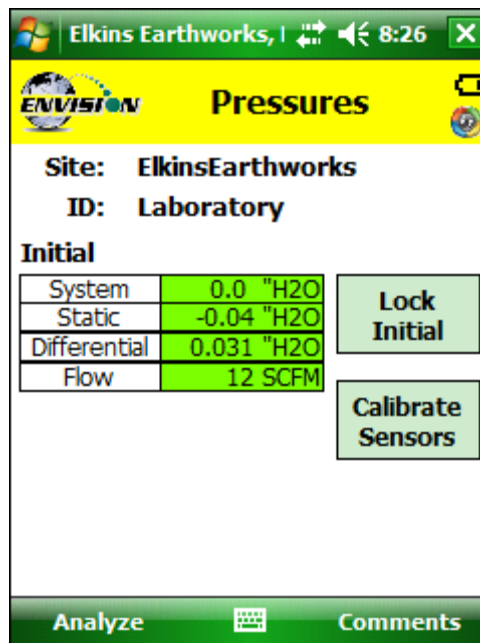 Elkins Earthworks, 8:26
ENVISION
Pressures
Site: ElkinsEarthworks
ID: Laboratory
Initial
System 0.0 "H2O
Static -0.04 "H2O
Differential 0.031 "H2O
Flow 12 SCFM
Lock
Initial
Calibrate
Sensors
Analyze Comments